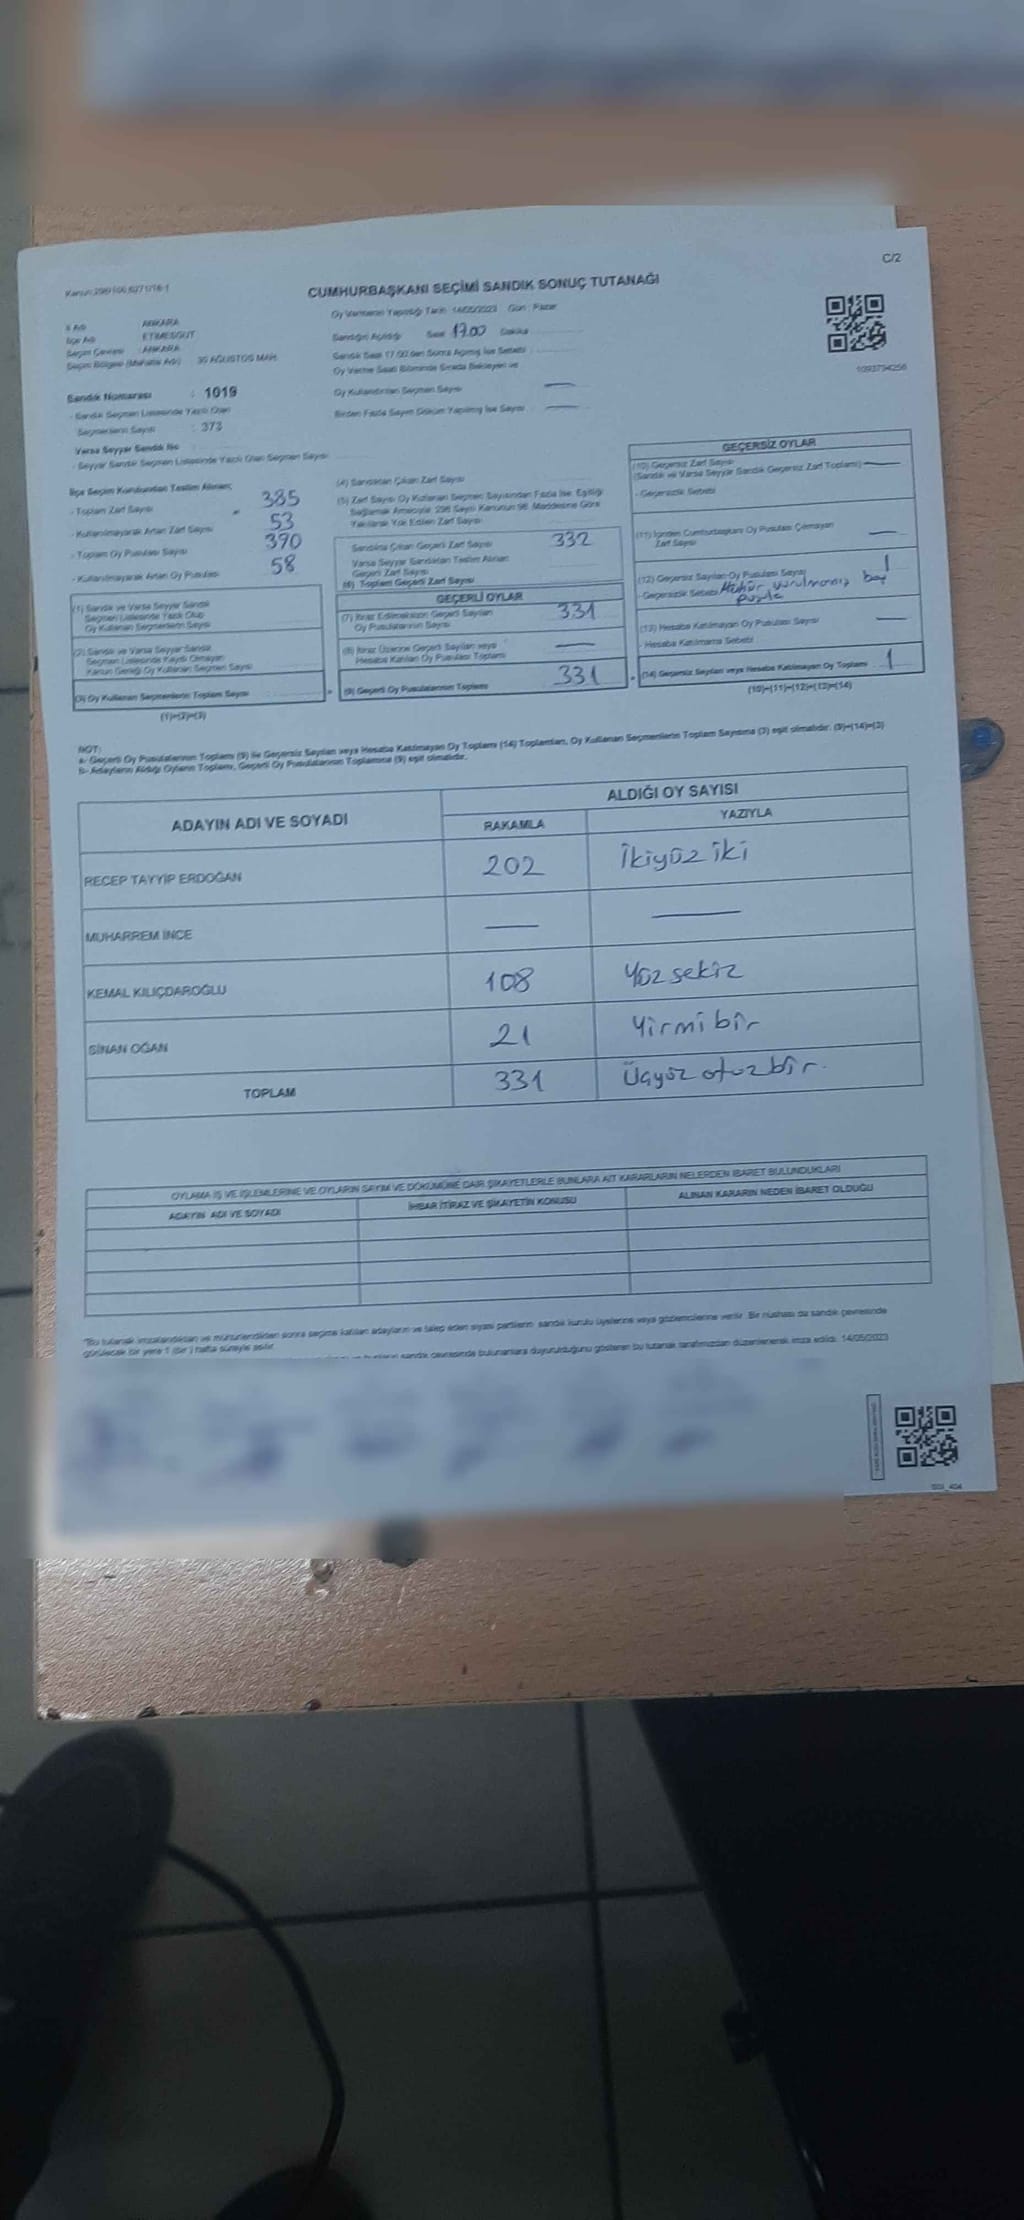 C/2
CUMHURBAŞKANI SEÇİMİ SANDIK SONUÇ TUTANAĞI
Oy Vermenin Yapıldığı Tarih 14/05/2023 Gün: Pazar
İl Adı ANKARA
İlçe Adı ETİMESGUT
Seçim Çevresi : ANKARA
Seçim Bölgesi (Mahalle Adı) 30 AĞUSTOS MAH.
Sandığın Açıldığı Saat 17.00 Dakika
Sandık Saat 17.00'den Sonra Açılmış İse Sebebi :
Oy Verme Saati Bitiminde Sırada Bekleyen ve
Oy Kullandırılan Seçmen Sayısı —
Birden Fazla Sayım Döküm Yapılmış İse Sayısı —
1093794256
Sandık Numarası : 1019
- Sandık Seçmen Listesinde Yazılı Olan
Seçmenlerin Sayısı : 373
Varsa Seyyar Sandık No
- Seyyar Sandık Seçmen Listesinde Yazılı Olan Seçmen Sayısı
İlçe Seçim Kurulundan Teslim Alınan;
- Toplam Zarf Sayısı 385
- Kullanılmayarak Artan Zarf Sayısı 53
- Toplam Oy Pusulası Sayısı 390
- Kullanılmayarak Artan Oy Pusulası 58
(1) Sandık ve Varsa Seyyar Sandık
Seçmen Listesinde Yazılı Olup
Oy Kullanan Seçmenlerin Sayısı
(2) Sandık ve Varsa Seyyar Sandık
Seçmen Listesinde Kayıtlı Olmayan
Kanun Gereği Oy Kullanan Seçmen Sayısı
(3) Oy Kullanan Seçmenlerin Toplam Sayısı
(1)+(2)=(3)
(4) Sandıktan Çıkan Zarf Sayısı
(5) Zarf Sayısı Oy Kullanan Seçmen Sayısından Fazla İse, Eşitliği
Sağlamak Amacıyla 298 Sayılı Kanunun 98. Maddesine Göre
Yakılarak Yok Edilen Zarf Sayısı
Sandıkta Çıkan Geçerli Zarf Sayısı 332
Varsa Seyyar Sandıktan Teslim Alınan
Geçerli Zarf Sayısı
(6) Toplam Geçerli Zarf Sayısı
GEÇERLİ OYLAR
(7) İtiraz Edilmeksizin Geçerli Sayılan
Oy Pusulalarının Sayısı 331
(8) İtiraz Üzerine Geçerli Sayılan veya
Hesaba Katılan Oy Pusulası Toplamı —
(9) Geçerli Oy Pusulalarının Toplamı 331
GEÇERSİZ OYLAR
(10) Geçersiz Zarf Sayısı
(Sandık ve Varsa Seyyar Sandık Geçersiz Zarf Toplamı) —
- Geçersizlik Sebebi
(11) İçinden Cumhurbaşkanı Oy Pusulası Çıkmayan
Zarf Sayısı —
(12) Geçersiz Sayılan Oy Pusulası Sayısı 1
- Geçersizlik Sebebi Mühür vurulmamış boş
pusula
(13) Hesaba Katılmayan Oy Pusulası Sayısı —
- Hesaba Katılmama Sebebi
(14) Geçersiz Sayılan veya Hesaba Katılmayan Oy Toplamı 1
(10)+(11)+(12)+(13)=(14)
NOT:
a- Geçerli Oy Pusulalarının Toplamı (9) ile Geçersiz Sayılan veya Hesaba Katılmayan Oy Toplamı (14) Toplamları, Oy Kullanan Seçmenlerin Toplam Sayısına (3) eşit olmalıdır. (9)+(14)=(3)
b- Adayların Aldığı Oyların Toplamı, Geçerli Oy Pusulalarının Toplamına (9) eşit olmalıdır.
ADAYIN ADI VE SOYADI
ALDIĞI OY SAYISI
RAKAMLA YAZIYLA
RECEP TAYYİP ERDOĞAN 202 İkiyüz iki
MUHARREM İNCE — —
KEMAL KILIÇDAROĞLU 108 Yüz sekiz
SİNAN OĞAN 21 Yirmi bir
TOPLAM 331 Üçyüz otuz bir.
OYLAMA İŞ VE İŞLEMLERİNE VE OYLARIN SAYIM VE DÖKÜMÜNE DAİR ŞİKAYETLERLE BUNLARA AİT KARARLARIN NELERDEN İBARET BULUNDUKLARI
ADAYIN ADI VE SOYADI İHBAR İTİRAZ VE ŞİKAYETİN KONUSU ALINAN KARARIN NEDEN İBARET OLDUĞU
"Bu tutanak imzalandıktan ve mühürlendikten sonra seçime katılan adayların ve talep eden siyasi partilerin sandık kurulu üyelerine veya gözlemcilerine verilir. Bir nüshası da sandık çevresinde
görülecek bir yere 1 (bir) hafta süreyle asılır.
sandık çevresinde bulunanlara duyurulduğunu gösteren bu tutanak tarafımızdan düzenlenerek imza edildi. 14/05/2023